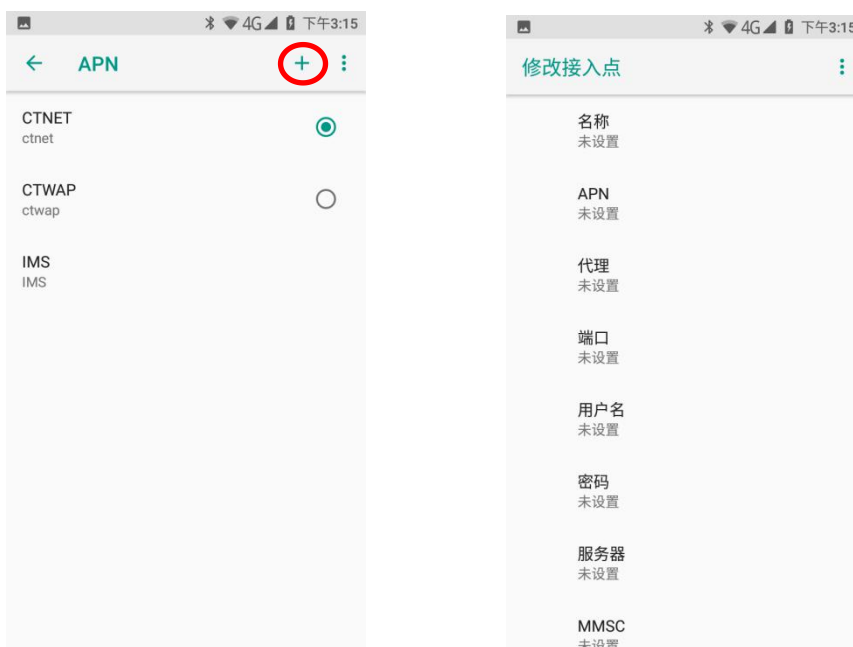 4G 下午3:15
APN
CTNET
ctnet
CTWAP
ctwap
IMS
IMS
4G 下午3:15
修改接入点
名称
未设置
APN
未设置
代理
未设置
端口
未设置
用户名
未设置
密码
未设置
服务器
未设置
MMSC
未设置